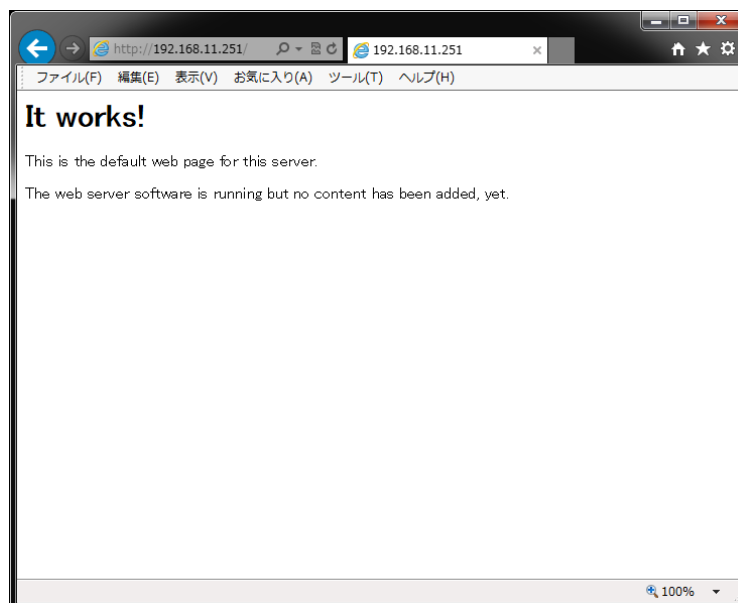 http://192.168.11.251/
192.168.11.251
ファイル(F) 編集(E) 表示(V) お気に入り(A) ツール(T) ヘルプ(H)
It works!
This is the default web page for this server.
The web server software is running but no content has been added, yet.
100%